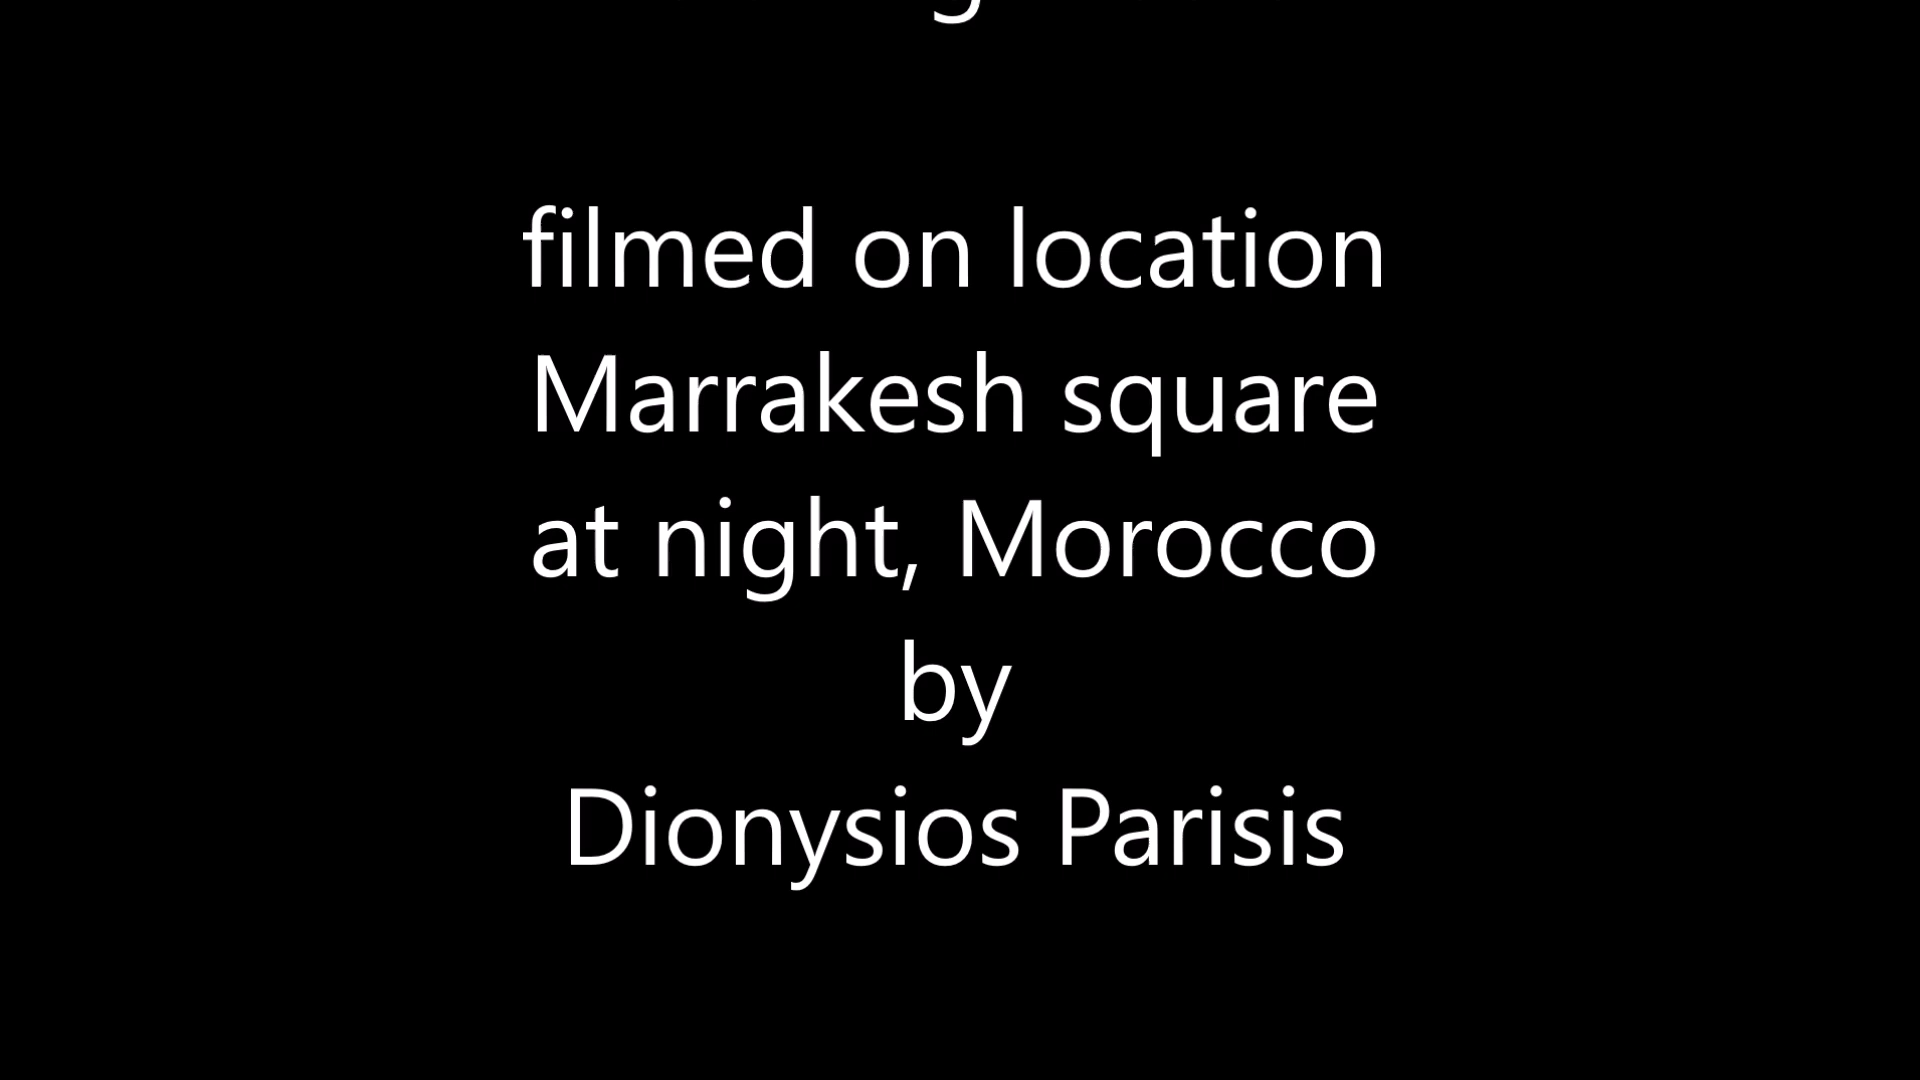 filmed on location
Marrakesh square
at night, Morocco
by
Dionysios Parisis